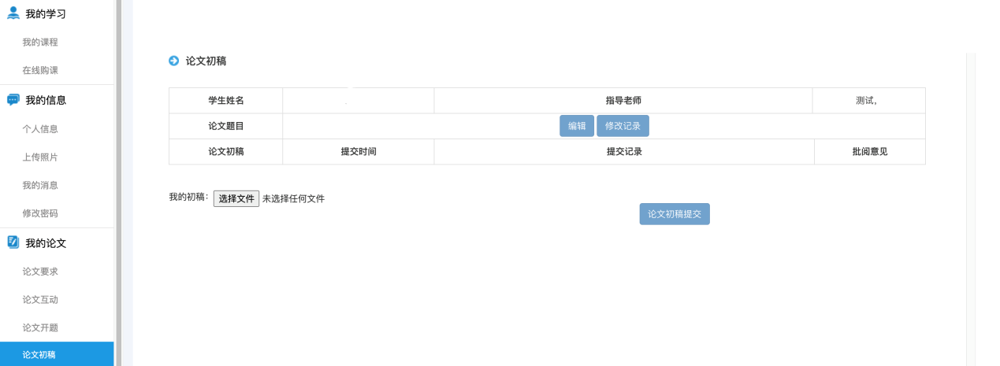 我的学习
我的课程
在线购课
我的信息
个人信息
上传照片
我的消息
修改密码
我的论文
论文要求
论文互动
论文开题
论文初稿
论文初稿
学生姓名 指导老师 测试,
论文题目 编辑 修改记录
论文初稿 提交时间 提交记录 批阅意见
我的初稿: 选择文件 未选择任何文件
论文初稿提交